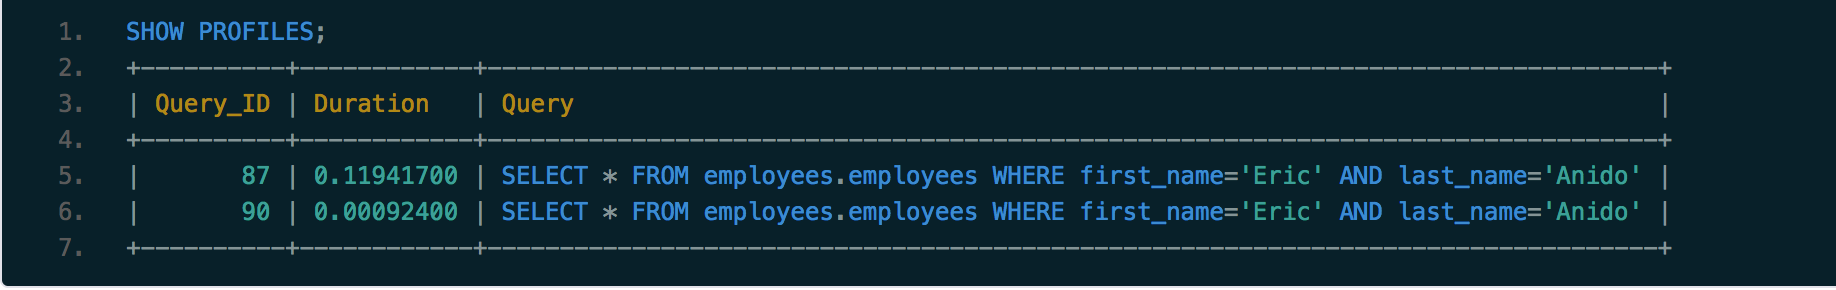 1. SHOW PROFILES;
2. +----------+------------+---------------------------------------------------------------------------------+
3. | Query_ID | Duration   | Query                                                                           |
4. +----------+------------+---------------------------------------------------------------------------------+
5. |       87 | 0.11941700 | SELECT * FROM employees.employees WHERE first_name='Eric' AND last_name='Anido' |
6. |       90 | 0.00092400 | SELECT * FROM employees.employees WHERE first_name='Eric' AND last_name='Anido' |
7. +----------+------------+---------------------------------------------------------------------------------+